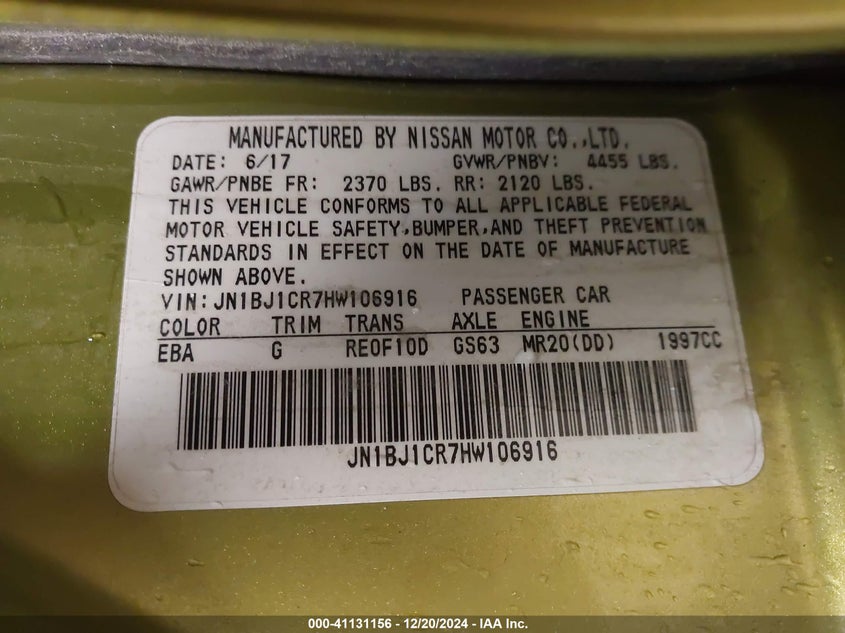 MANUFACTURED BY NISSAN MOTOR CO.,LTD.
DATE: 6/17 GVWR/PNBV: 4455 LBS.
GAWR/PNBE FR: 2370 LBS. RR: 2120 LBS.
THIS VEHICLE CONFORMS TO ALL APPLICABLE FEDERAL
MOTOR VEHICLE SAFETY,BUMPER,AND THEFT PREVENTION
STANDARDS IN EFFECT ON THE DATE OF MANUFACTURE
SHOWN ABOVE.
VIN:JN1BJ1CR7HW106916 PASSENGER CAR
COLOR TRIM TRANS AXLE ENGINE
EBA G RE0F10D GS63 MR20(DD) 1997CC
JN1BJ1CR7HW106916
000-41131156 - 12/20/2024 - IAA Inc.